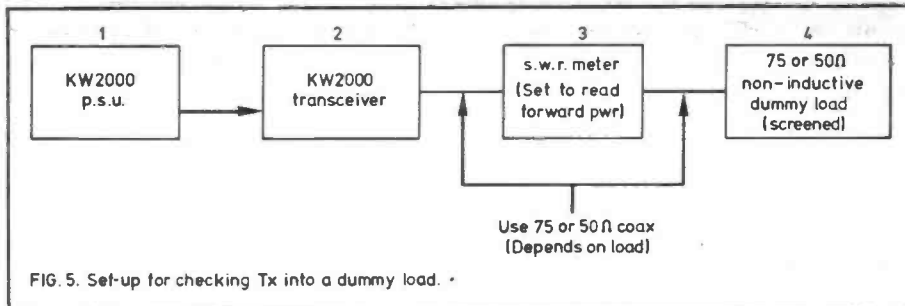 1
KW2000
p.s.u.
2
KW2000
transceiver
3
s.w.r. meter
(Set to read
forward pwr)
4
75 or 50Ω
non-inductive
dummy load
(screened)
Use 75 or 50Ω coax
(Depends on load)
FIG. 5. Set-up for checking Tx into a dummy load.